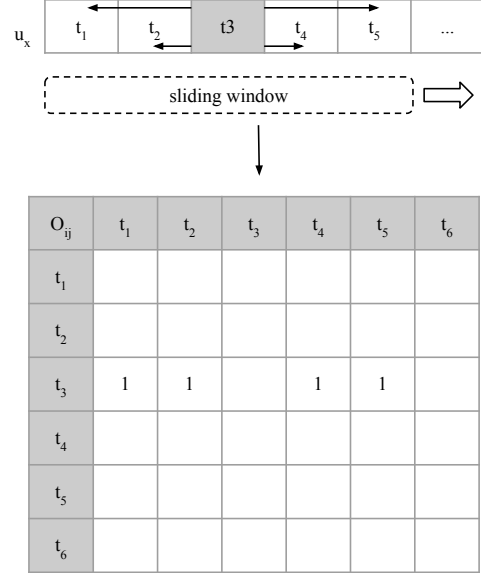 u_x t_1 t_2 t3 t_4 t_5 ...
sliding window
O_ij t_1 t_2 t_3 t_4 t_5 t_6
t_1
t_2
t_3 1 1 1 1
t_4
t_5
t_6